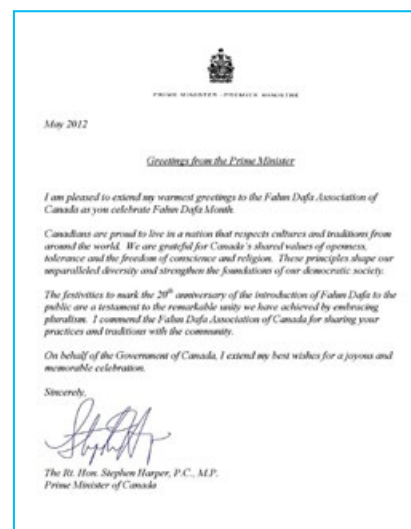 PRIME MINISTER · PREMIER MINISTRE
May 2012
Greetings from the Prime Minister
I am pleased to extend my warmest greetings to the Falun Dafa Association of
Canada as you celebrate Falun Dafa Month.
Canadians are proud to live in a nation that respects cultures and traditions from
around the world. We are grateful for Canada's shared values of openness,
tolerance and the freedom of conscience and religion. These principles shape our
unparalleled diversity and strengthen the foundations of our democratic society.
The festivities to mark the 20th anniversary of the introduction of Falun Dafa to the
public are a testament to the remarkable unity we have achieved by embracing
pluralism. I commend the Falun Dafa Association of Canada for sharing your
practices and traditions with the community.
On behalf of the Government of Canada, I extend my best wishes for a joyous and
memorable celebration.
Sincerely,
The Rt. Hon. Stephen Harper, P.C., M.P.
Prime Minister of Canada